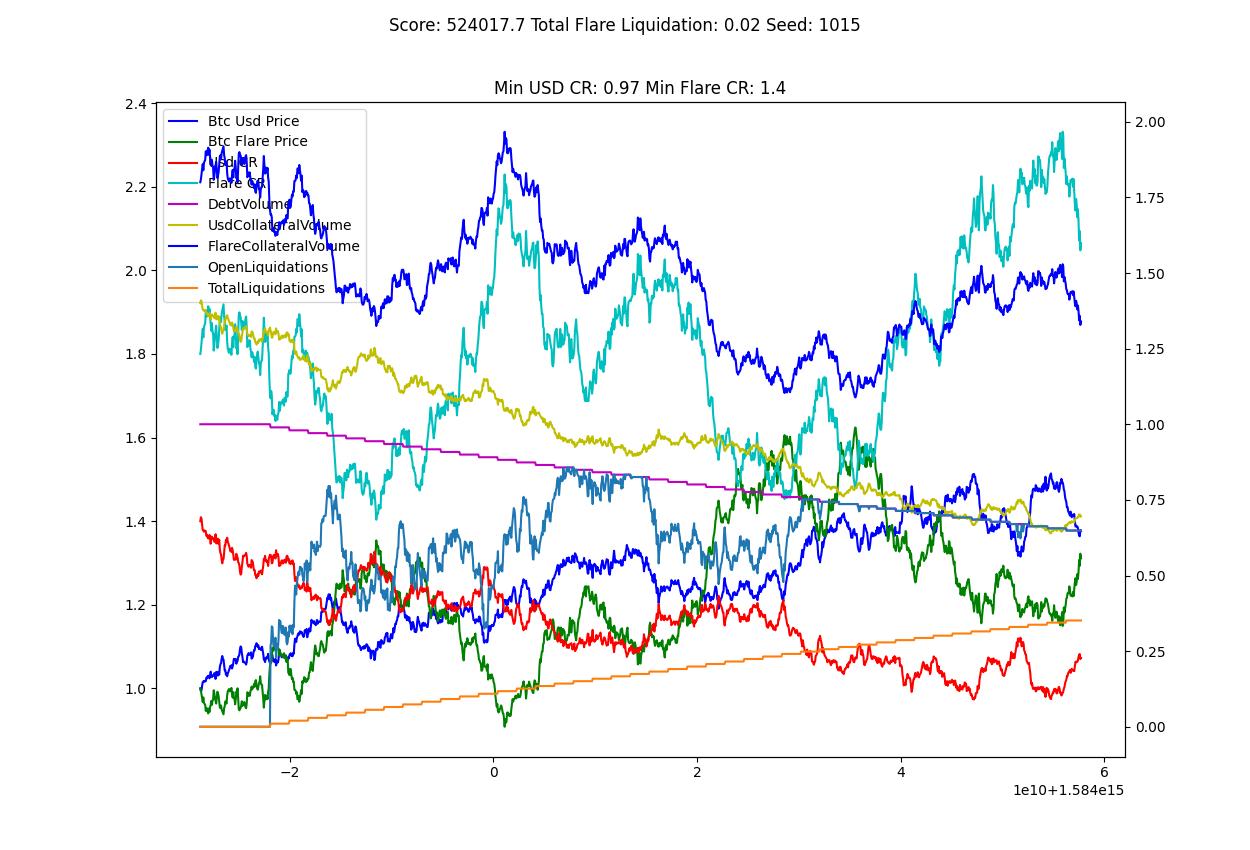 Score: 524017.7 Total Flare Liquidation: 0.02 Seed: 1015
Min USD CR: 0.97 Min Flare CR: 1.4
Btc Usd Price
Btc Flare Price
Usd CR
Flare CR
DebtVolume
UsdCollateralVolume
FlareCollateralVolume
OpenLiquidations
TotalLiquidations
2.4
2.2
2.0
1.8
1.6
1.4
1.2
1.0
2.00
1.75
1.50
1.25
1.00
0.75
0.50
0.25
0.00
−2
0
2
4
6
1e10+1.584e15